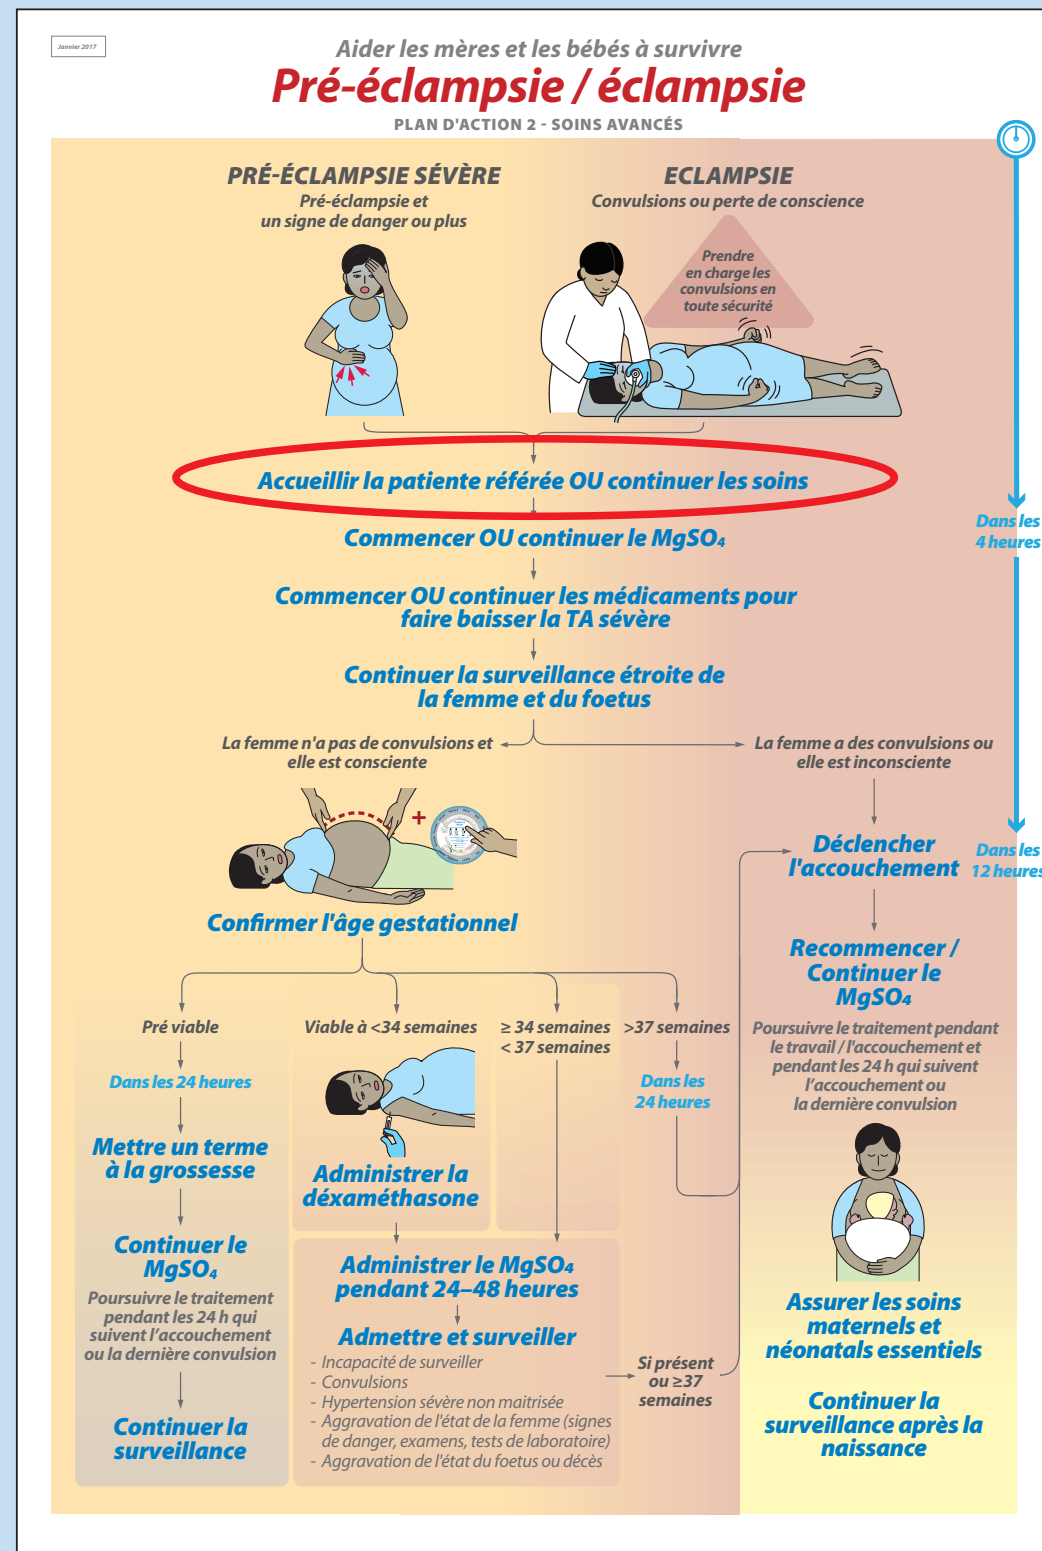 Janvier 2017
Aider les mères et les bébés à survivre
Pré-éclampsie / éclampsie
PLAN D'ACTION 2 - SOINS AVANCÉS
PRÉ-ÉCLAMPSIE SÉVÈRE
Pré-éclampsie et
un signe de danger ou plus
ECLAMPSIE
Convulsions ou perte de conscience
Prendre
en charge les
convulsions en
toute sécurité
Accueillir la patiente référée OU continuer les soins
Dans les
4 heures
Commencer OU continuer le MgSO4
Commencer OU continuer les médicaments pour
faire baisser la TA sévère
Continuer la surveillance étroite de
la femme et du foetus
La femme n'a pas de convulsions et
elle est consciente
La femme a des convulsions ou
elle est inconsciente
+
Confirmer l'âge gestationnel
Déclencher
l'accouchement
Dans les
12 heures
Recommencer /
Continuer le
MgSO4
Poursuivre le traitement pendant
le travail / l'accouchement et
pendant les 24 h qui suivent
l’accouchement ou
la dernière convulsion
Pré viable
Dans les 24 heures
Mettre un terme
à la grossesse
Continuer le
MgSO4
Poursuivre le traitement
pendant les 24 h qui
suivent l’accouchement
ou la dernière convulsion
Continuer la
surveillance
Viable à <34 semaines
Administrer la
déxaméthasone
≥ 34 semaines
< 37 semaines
>37 semaines
Dans les
24 heures
Administrer le MgSO4
pendant 24–48 heures
Admettre et surveiller
- Incapacité de surveiller
- Convulsions
- Hypertension sévère non maitrisée
- Aggravation de l'état de la femme (signes
de danger, examens, tests de laboratoire)
- Aggravation de l'état du foetus ou décès
Si présent
ou ≥37
semaines
Assurer les soins
maternels et
néonatals essentiels
Continuer la
surveillance après la
naissance